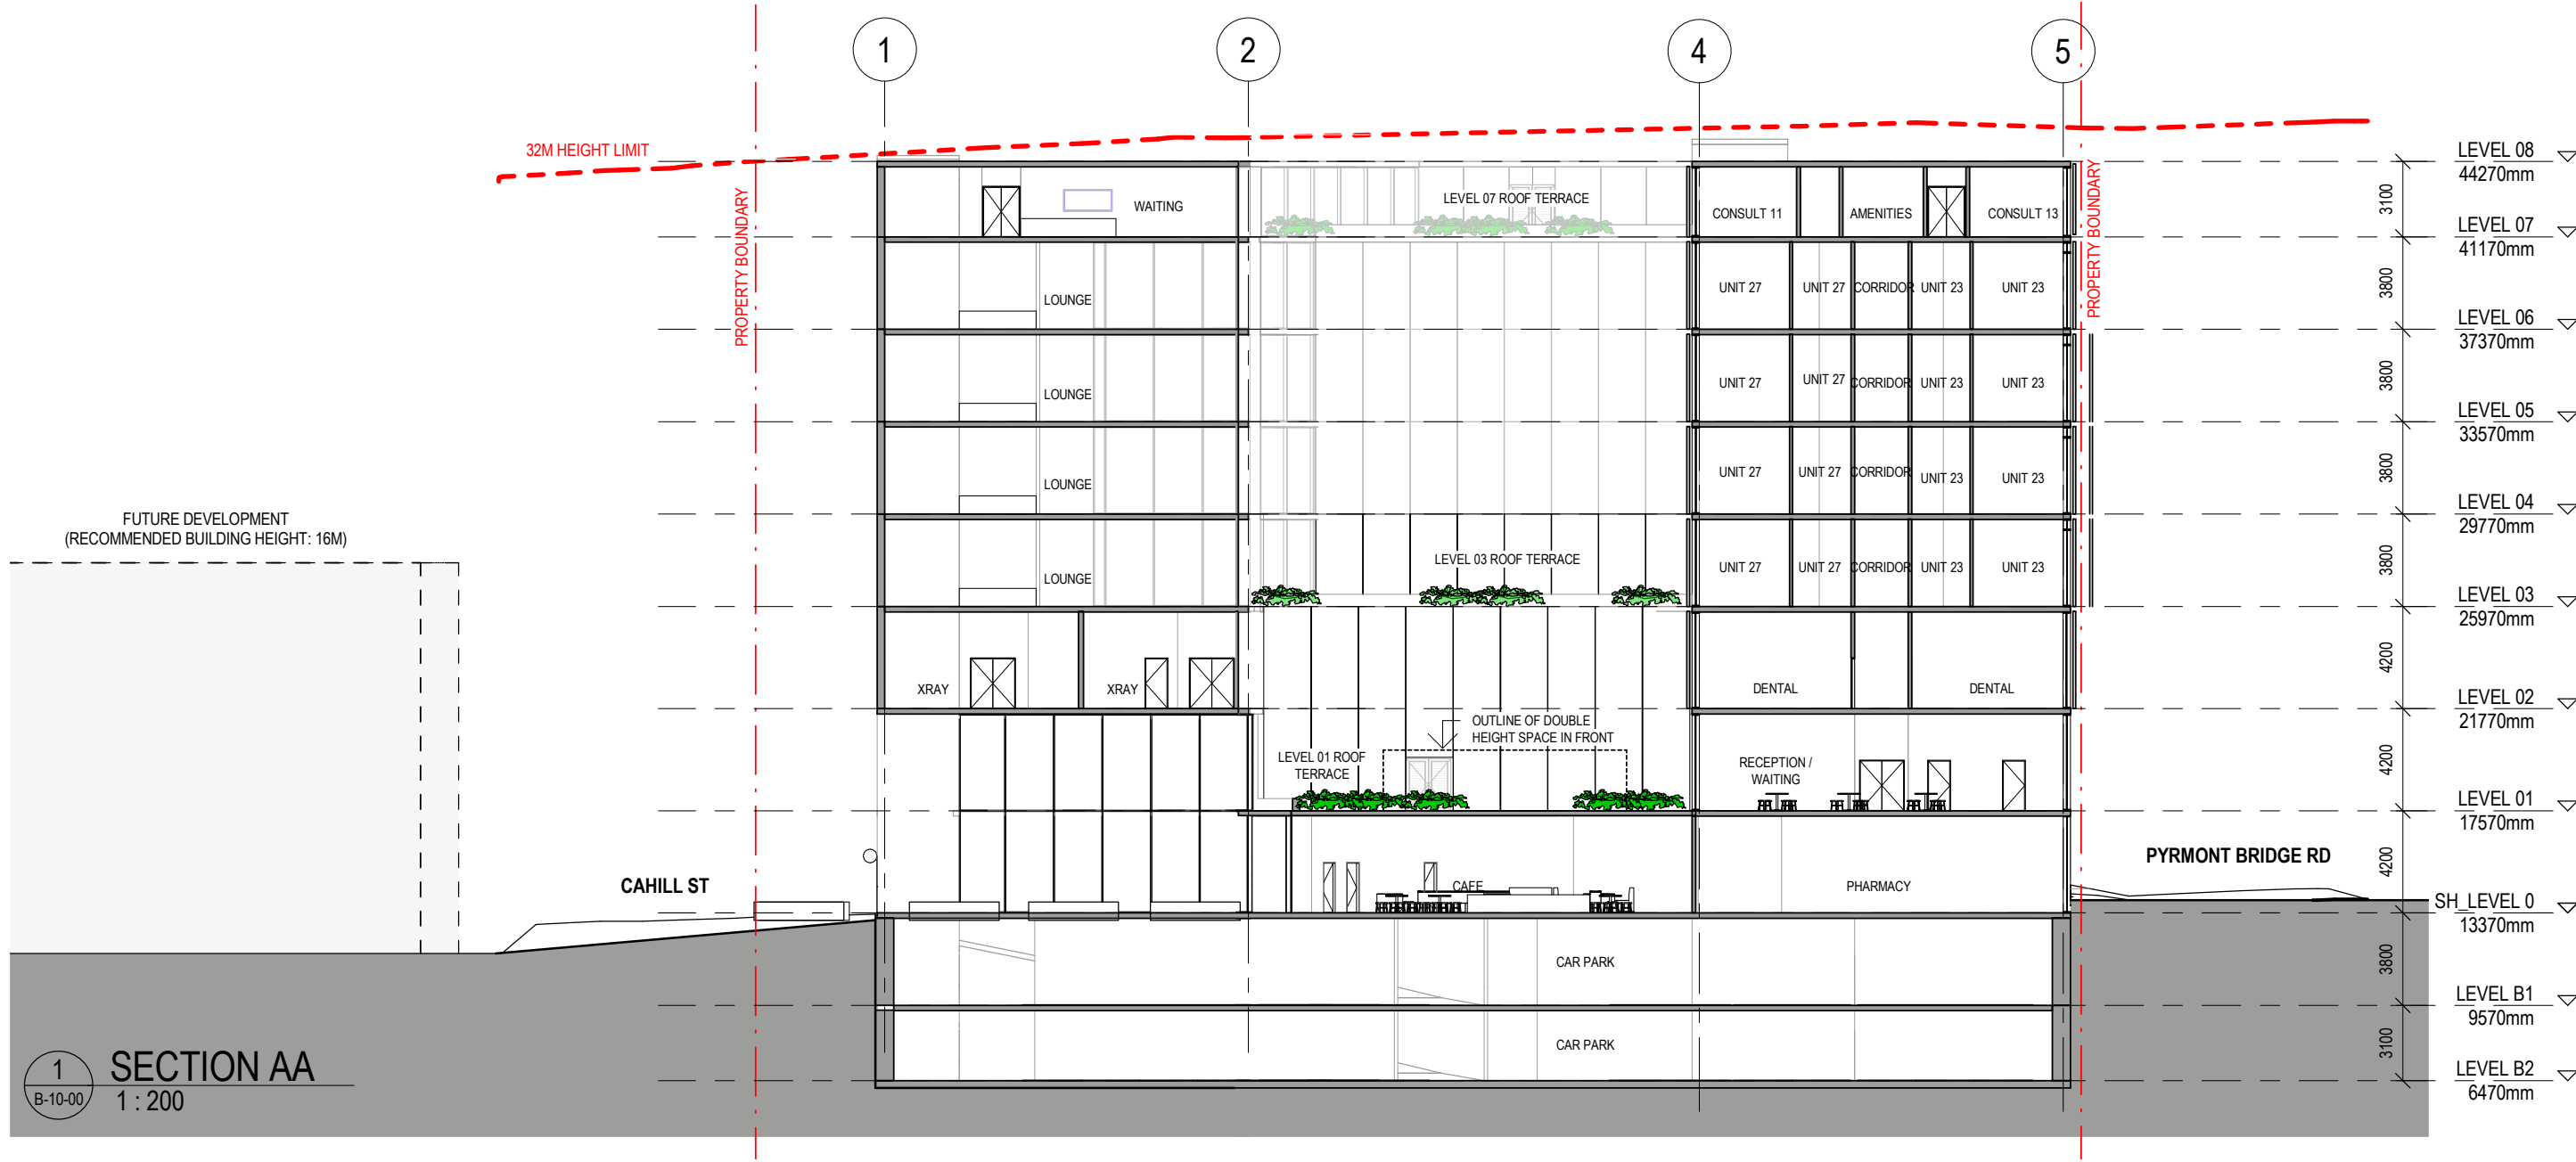 1
2
4
5
32M HEIGHT LIMIT
PROPERTY BOUNDARY
PROPERTY BOUNDARY
LEVEL 08
44270mm
3100
WAITING
LEVEL 07 ROOF TERRACE
CONSULT 11
AMENITIES
CONSULT 13
LEVEL 07
41170mm
3800
LOUNGE
UNIT 27
UNIT 27
CORRIDOR
UNIT 23
UNIT 23
LEVEL 06
37370mm
3800
LOUNGE
UNIT 27
UNIT 27
CORRIDOR
UNIT 23
UNIT 23
LEVEL 05
33570mm
3800
LOUNGE
UNIT 27
UNIT 27
CORRIDOR
UNIT 23
UNIT 23
LEVEL 04
29770mm
3800
FUTURE DEVELOPMENT
(RECOMMENDED BUILDING HEIGHT: 16M)
LOUNGE
LEVEL 03 ROOF TERRACE
UNIT 27
UNIT 27
CORRIDOR
UNIT 23
UNIT 23
LEVEL 03
25970mm
4200
XRAY
XRAY
DENTAL
DENTAL
LEVEL 02
21770mm
4200
OUTLINE OF DOUBLE
HEIGHT SPACE IN FRONT
LEVEL 01 ROOF
TERRACE
RECEPTION /
WAITING
LEVEL 01
17570mm
4200
CAHILL ST
CAFE
PHARMACY
PYRMONT BRIDGE RD
SH_LEVEL 0
13370mm
3800
CAR PARK
LEVEL B1
9570mm
3100
CAR PARK
LEVEL B2
6470mm
1
B-10-00
SECTION AA
1 : 200